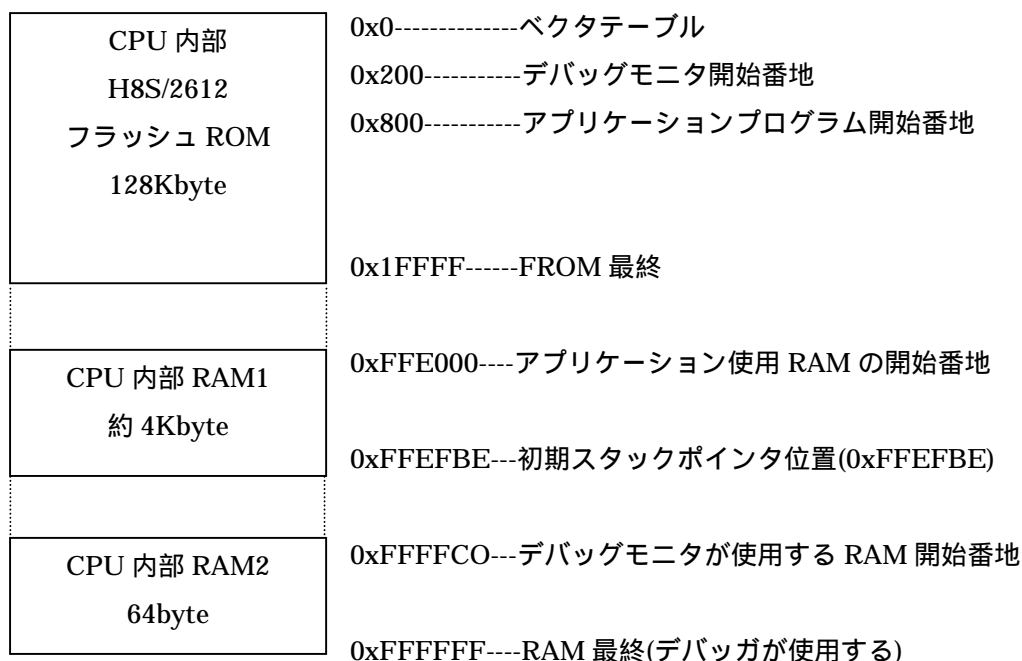 CPU 内部
H8S/2612
フラッシュ ROM
128Kbyte
0x0--------------ベクタテーブル
0x200-----------デバッグモニタ開始番地
0x800-----------アプリケーションプログラム開始番地
0x1FFFF------FROM 最終
CPU 内部 RAM1
約 4Kbyte
0xFFE000----アプリケーション使用 RAM の開始番地
0xFFEFBE---初期スタックポインタ位置(0xFFEFBE)
CPU 内部 RAM2
64byte
0xFFFFCO---デバッグモニタが使用する RAM 開始番地
0xFFFFFF----RAM 最終(デバッガが使用する)